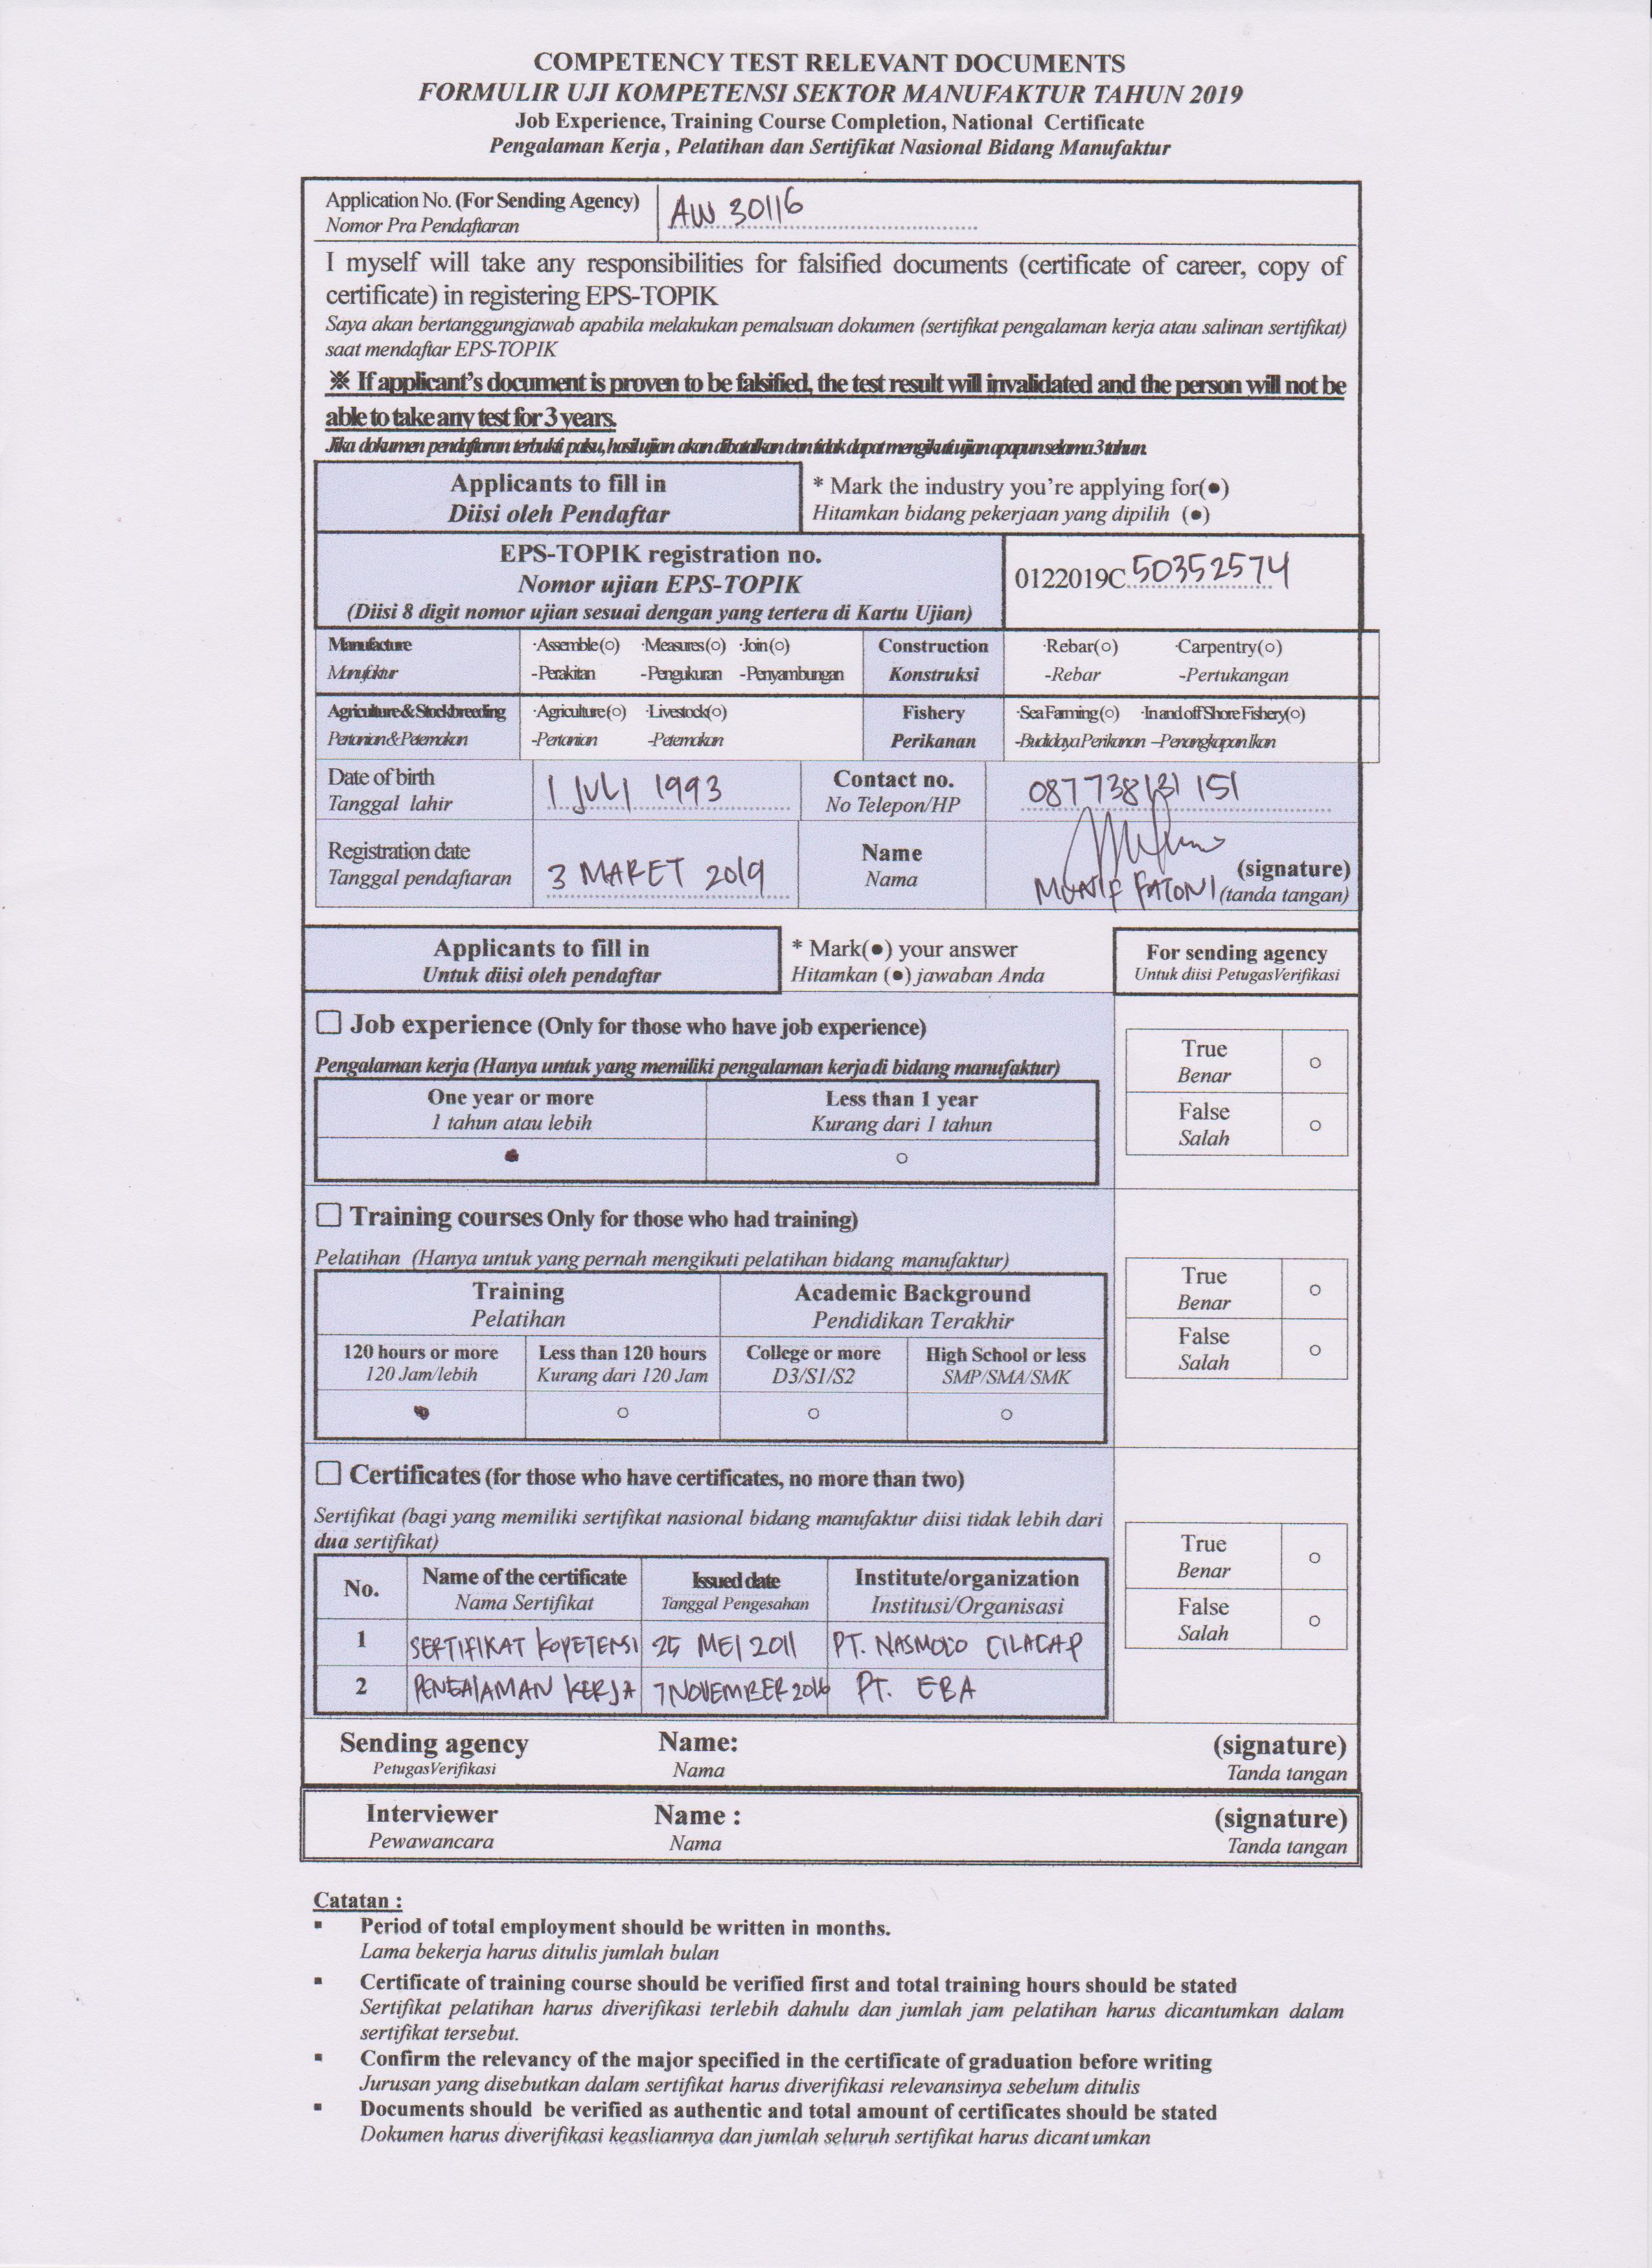 COMPETENCY TEST RELEVANT DOCUMENTS
FORMULIR UJI KOMPETENSI SEKTOR MANUFAKTUR TAHUN 2019
Job Experience, Training Course Completion, National Certificate
Pengalaman Kerja , Pelatihan dan Sertifikat Nasional Bidang Manufaktur
Application No. (For Sending Agency) AW 30116
Nomor Pra Pendaftaran
I myself will take any responsibilities for falsified documents (certificate of career, copy of
certificate) in registering EPS-TOPIK
Saya akan bertanggungjawab apabila melakukan pemalsuan dokumen (sertifikat pengalaman kerja atau salinan sertifikat)
saat mendaftar EPS-TOPIK
※ If applicant's document is proven to be falsified, the test result will invalidated and the person will not be
able to take any test for 3 years.
Jika dokumen pendaftaran terbukti palsu, hasil ujian akan dibatalkan dan tidak dapat mengikuti ujian apapun selama 3 tahun.
Applicants to fill in * Mark the industry you're applying for(●)
Diisi oleh Pendaftar Hitamkan bidang pekerjaan yang dipilih (●)
EPS-TOPIK registration no.
Nomor ujian EPS-TOPIK 0122019C 50352574
(Diisi 8 digit nomor ujian sesuai dengan yang tertera di Kartu Ujian)
Manufacture ·Assemble(○) ·Measures(○) ·Join(○) Construction ·Rebar(○) ·Carpentry(○)
Manufaktur -Perakitan -Pengukuran -Penyambungan Konstruksi -Rebar -Pertukangan
Agriculture & Stockbreeding ·Agriculture(○) ·Livestock(○) Fishery ·Sea Farming(○) ·In and off Shore Fishery(○)
Pertanian & Peternakan -Pertanian -Peternakan Perikanan -Budidaya Perikanan –Penangkapan Ikan
Date of birth 1 JULI 1993 Contact no. 087738131151
Tanggal lahir No Telepon/HP
Registration date Name (signature)
Tanggal pendaftaran 3 MARET 2019 Nama MUNIF FATONI (tanda tangan)
Applicants to fill in * Mark(●) your answer For sending agency
Untuk diisi oleh pendaftar Hitamkan (●) jawaban Anda Untuk diisi PetugasVerifikasi
Job experience (Only for those who have job experience)
Pengalaman kerja (Hanya untuk yang memiliki pengalaman kerja di bidang manufaktur)
One year or more Less than 1 year
1 tahun atau lebih Kurang dari 1 tahun
True
Benar
False
Salah
Training courses Only for those who had training)
Pelatihan (Hanya untuk yang pernah mengikuti pelatihan bidang manufaktur)
Training Academic Background
Pelatihan Pendidikan Terakhir
120 hours or more Less than 120 hours College or more High School or less
120 Jam/lebih Kurang dari 120 Jam D3/S1/S2 SMP/SMA/SMK
True
Benar
False
Salah
Certificates (for those who have certificates, no more than two)
Sertifikat (bagi yang memiliki sertifikat nasional bidang manufaktur diisi tidak lebih dari
dua sertifikat)
No. Name of the certificate Issued date Institute/organization
Nama Sertifikat Tanggal Pengesahan Institusi/Organisasi
1 SERTIFIKAT KOPETENSI 25 MEI 2011 PT. NASMOCO CILACAP
2 PENGALAMAN KERJA 7 NOVEMBER 2016 PT. EBA
True
Benar
False
Salah
Sending agency Name: (signature)
PetugasVerifikasi Nama Tanda tangan
Interviewer Name : (signature)
Pewawancara Nama Tanda tangan
Catatan :
▪ Period of total employment should be written in months.
Lama bekerja harus ditulis jumlah bulan
▪ Certificate of training course should be verified first and total training hours should be stated
Sertifikat pelatihan harus diverifikasi terlebih dahulu dan jumlah jam pelatihan harus dicantumkan dalam
sertifikat tersebut.
▪ Confirm the relevancy of the major specified in the certificate of graduation before writing
Jurusan yang disebutkan dalam sertifikat harus diverifikasi relevansinya sebelum ditulis
▪ Documents should be verified as authentic and total amount of certificates should be stated
Dokumen harus diverifikasi keasliannya dan jumlah seluruh sertifikat harus dicantumkan